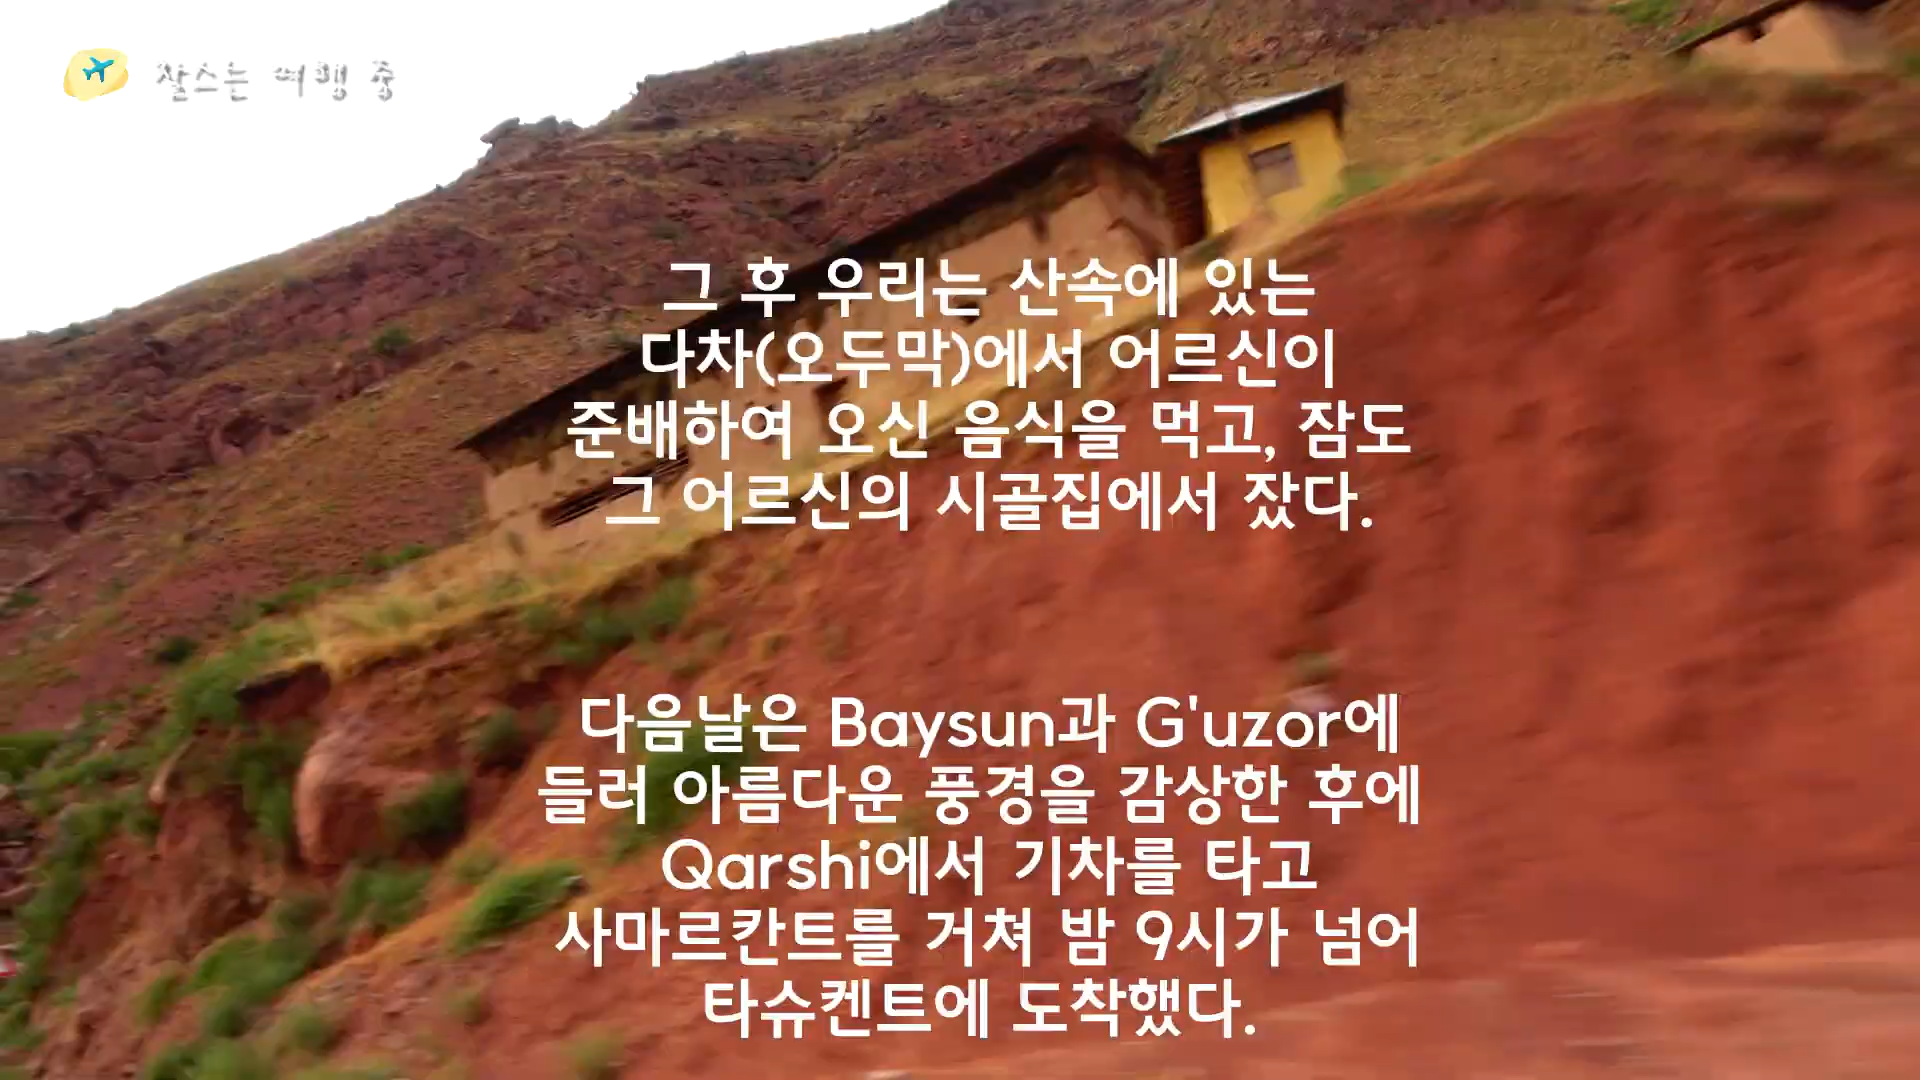 찰스는 여행 중
그 후 우리는 산속에 있는
다차(오두막)에서 어르신이
준배하여 오신 음식을 먹고, 잠도
그 어르신의 시골집에서 잤다.
다음날은 Baysun과 G'uzor에
들러 아름다운 풍경을 감상한 후에
Qarshi에서 기차를 타고
사마르칸트를 거쳐 밤 9시가 넘어
타슈켄트에 도착했다.